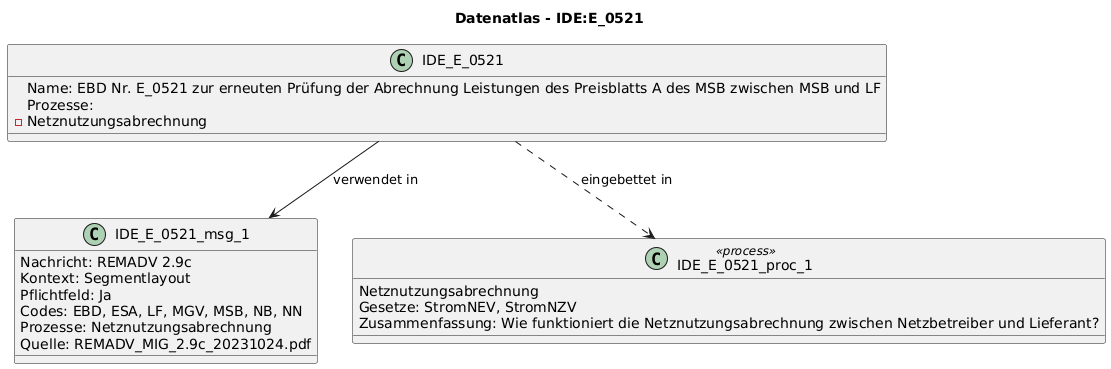 Datenatlas - IDE:E_0521
C IDE_E_0521
Name: EBD Nr. E_0521 zur erneuten Prüfung der Abrechnung Leistungen des Preisblatts A des MSB zwischen MSB und LF
Prozesse:
Netznutzungsabrechnung
verwendet in
eingebettet in
C IDE_E_0521_msg_1
Nachricht: REMADV 2.9c
Kontext: Segmentlayout
Pflichtfeld: Ja
Codes: EBD, ESA, LF, MGV, MSB, NB, NN
Prozesse: Netznutzungsabrechnung
Quelle: REMADV_MIG_2.9c_20231024.pdf
«process»
C IDE_E_0521_proc_1
Netznutzungsabrechnung
Gesetze: StromNEV, StromNZV
Zusammenfassung: Wie funktioniert die Netznutzungsabrechnung zwischen Netzbetreiber und Lieferant?